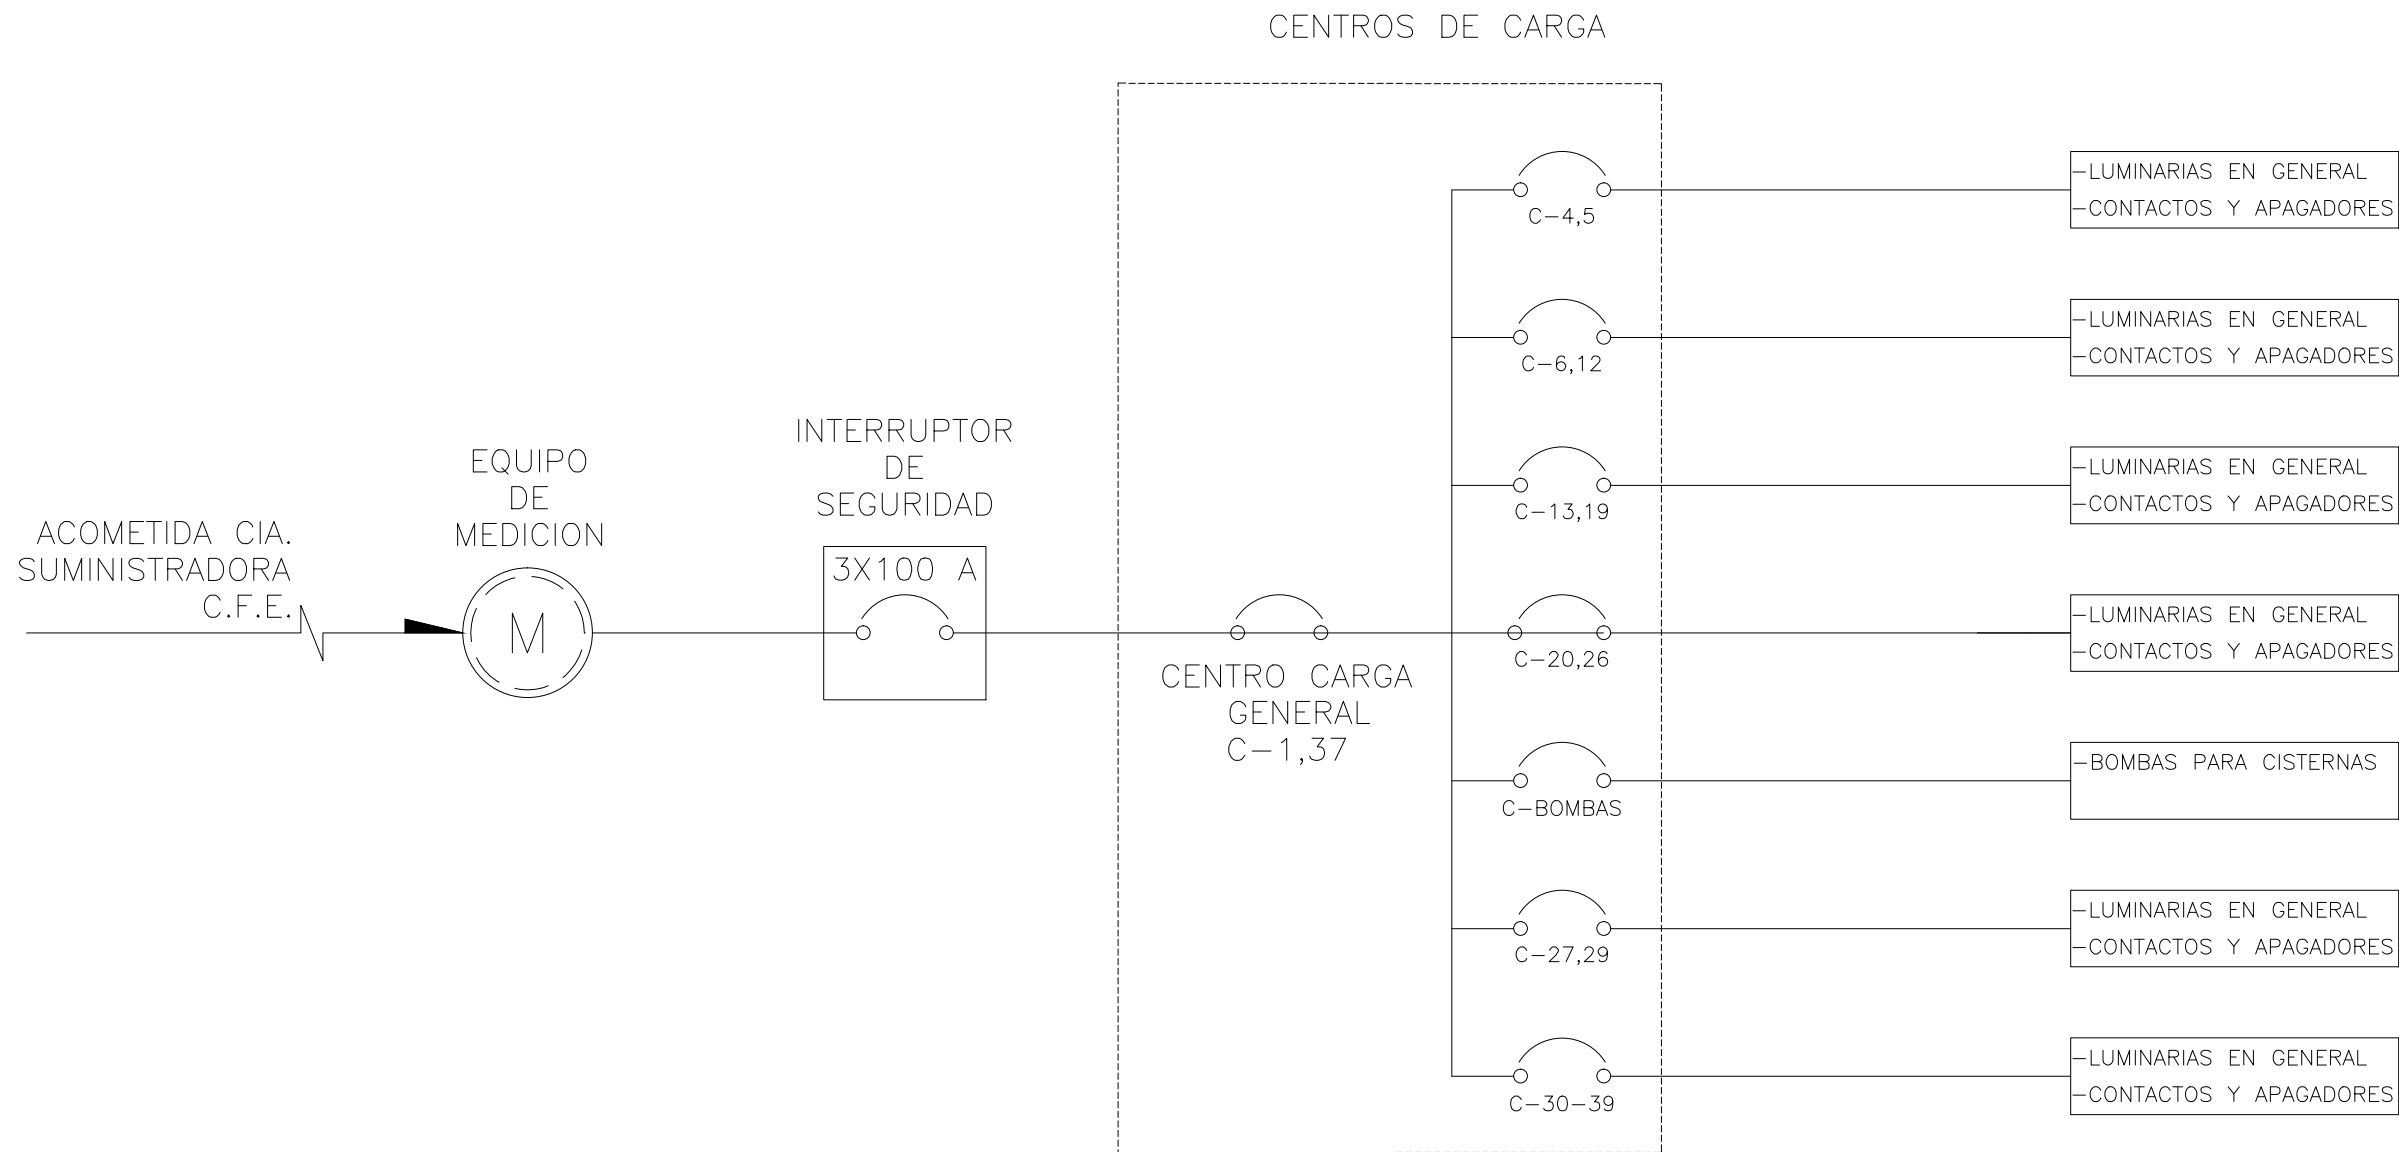 CENTROS DE CARGA
ACOMETIDA CIA.
SUMINISTRADORA
C.F.E.
EQUIPO
DE
MEDICION
M
INTERRUPTOR
DE
SEGURIDAD
3X100 A
CENTRO CARGA
GENERAL
C-1,37
C-4,5
-LUMINARIAS EN GENERAL
-CONTACTOS Y APAGADORES
C-6,12
-LUMINARIAS EN GENERAL
-CONTACTOS Y APAGADORES
C-13,19
-LUMINARIAS EN GENERAL
-CONTACTOS Y APAGADORES
C-20,26
-LUMINARIAS EN GENERAL
-CONTACTOS Y APAGADORES
C-BOMBAS
-BOMBAS PARA CISTERNAS
C-27,29
-LUMINARIAS EN GENERAL
-CONTACTOS Y APAGADORES
C-30-39
-LUMINARIAS EN GENERAL
-CONTACTOS Y APAGADORES